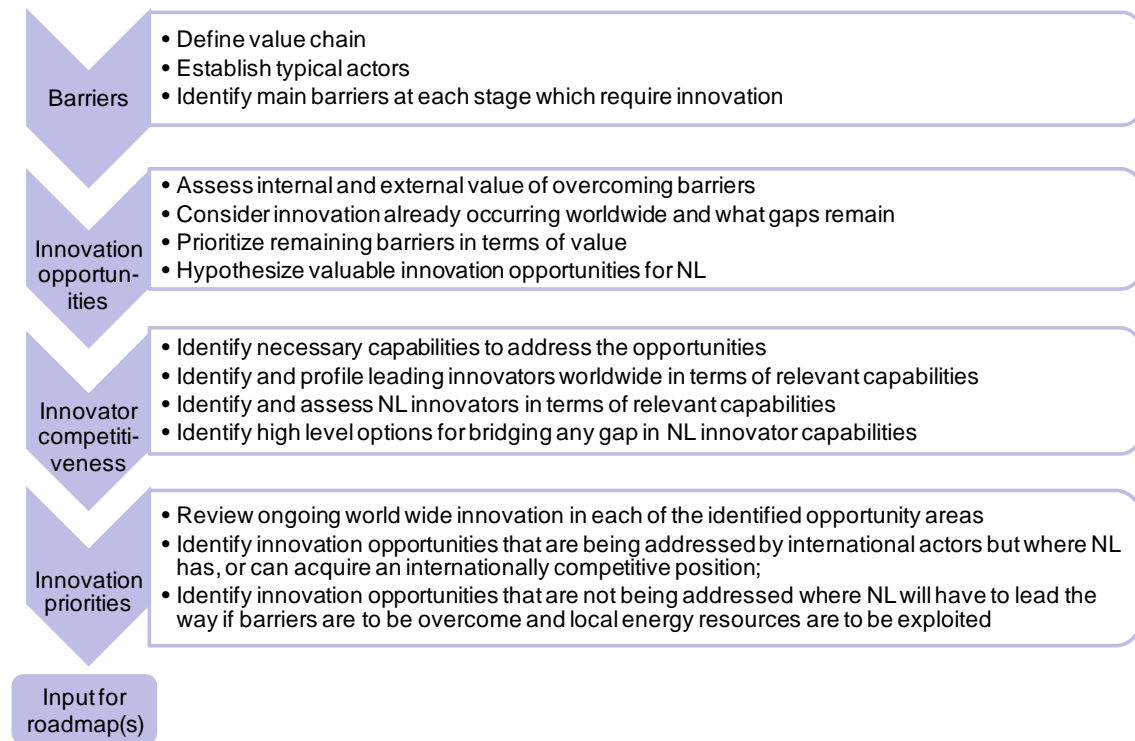 Barriers
• Define value chain
• Establish typical actors
• Identify main barriers at each stage which require innovation
Innovation
opportun-
ities
• Assess internal and external value of overcoming barriers
• Consider innovation already occurring worldwide and what gaps remain
• Prioritize remaining barriers in terms of value
• Hypothesize valuable innovation opportunities for NL
Innovator
competiti-
veness
• Identify necessary capabilities to address the opportunities
• Identify and profile leading innovators worldwide in terms of relevant capabilities
• Identify and assess NL innovators in terms of relevant capabilities
• Identify high level options for bridging any gap in NL innovator capabilities
Innovation
priorities
• Review ongoing world wide innovation in each of the identified opportunity areas
• Identify innovation opportunities that are being addressed by international actors but where NL
has, or can acquire an internationally competitive position;
• Identify innovation opportunities that are not being addressed where NL will have to lead the
way if barriers are to be overcome and local energy resources are to be exploited
Input for
roadmap(s)